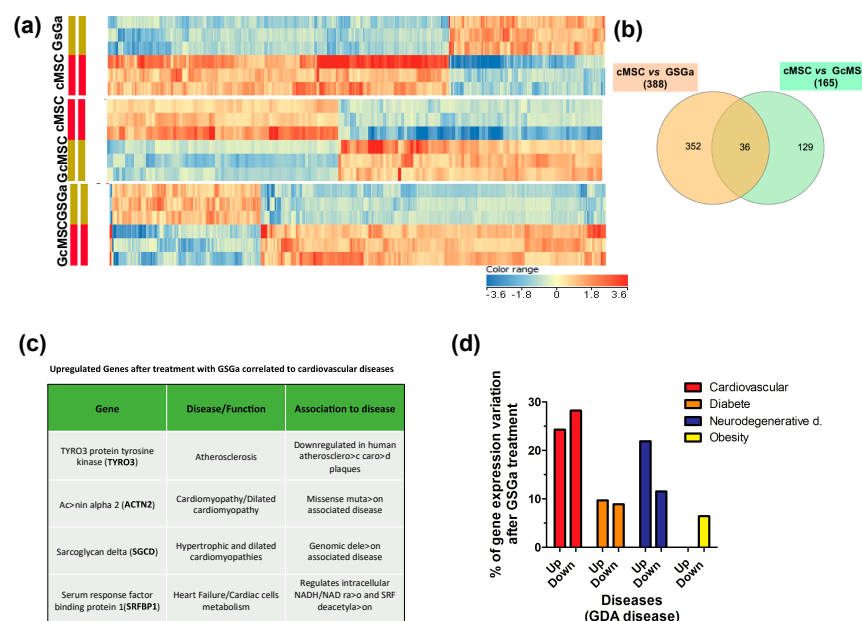 (a)
GsGa
cMSC
cMSC
GcMSC
GSGa
GcMSC
Color range
-3.6 -1.8 0 1.8 3.6
(b)
cMSC vs GSGa
(388)
cMSC vs GcMS
(165)
352 36 129
(c)
Upregulated Genes after treatment with GSGa correlated to cardiovascular diseases
Gene Disease/Function Association to disease
TYRO3 protein tyrosine
kinase (TYRO3)
Atherosclerosis
Downregulated in human
atherosclero>c caro>d
plaques
Ac>nin alpha 2 (ACTN2)
Cardiomyopathy/Dilated
cardiomyopathy
Missense muta>on
associated disease
Sarcoglycan delta (SGCD)
Hypertrophic and dilated
cardiomyopathies
Genomic dele>on
associated disease
Serum response factor
binding protein 1(SRFBP1)
Heart Failure/Cardiac cells
metabolism
Regulates intracellular
NADH/NAD ra>o and SRF
deacetyla>on
(d)
% of gene expression variation
after GSGa treatment
30
20
10
0
Up Down Up Down Up Down Up Down
Diseases
(GDA disease)
Cardiovascular
Diabete
Neurodegenerative d.
Obesity